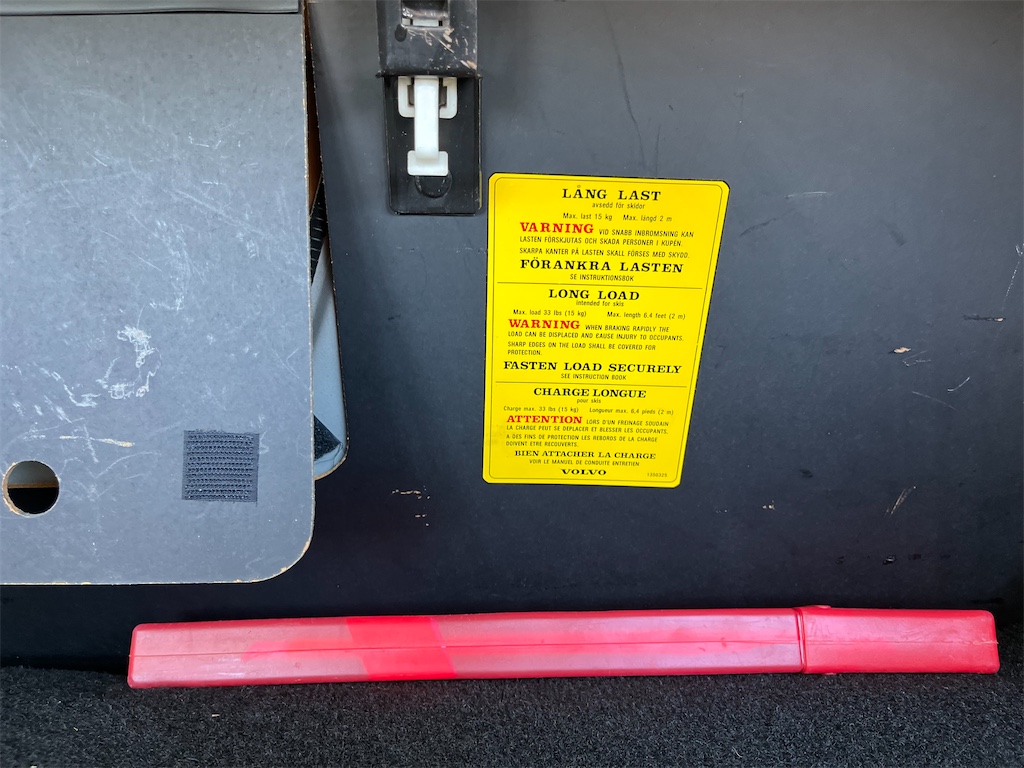 LÅNG LAST
avsedd för skidor
Max. last 15 kg Max. längd 2 m
VARNING VID SNABB INBROMSNING KAN
LASTEN FÖRSKJUTAS OCH SKADA PERSONER I KUPÉN.
SKARPA KANTER PÅ LASTEN SKALL FÖRSES MED SKYDD.
FÖRANKRA LASTEN
SE INSTRUKTIONSBOK
LONG LOAD
intended for skis
Max. load 33 lbs (15 kg) Max. length 6,4 feet (2 m)
WARNING WHEN BRAKING RAPIDLY THE
LOAD CAN BE DISPLACED AND EAUSE INJURY TO OCCUPANTS.
SHARP EDGES ON THE LOAD SHALL BE COVERED FOR
PROTECTION.
FASTEN LOAD SECURELY
SEE INSTRUCTION BOOK
CHARGE LONGUE
pour skis
Charge max. 33 lbs (15 kg) Longueur max. 6,4 pieds (2 m)
ATTENTION LORS D'UN FREINAGE SOUDAIN
LA CHARGE PEUT SE DEPLACER ET BLESSER LES OCCUPANTS,
A DES FINS DE PROTECTION LES REBORDS DE LA CHARGE
DOIVENT ETRE RECOUVERTS.
BIEN ATTACHER LA CHARGE
VOIR LE MANUEL DE CONDUITE ENTRETIEN
VOLVO